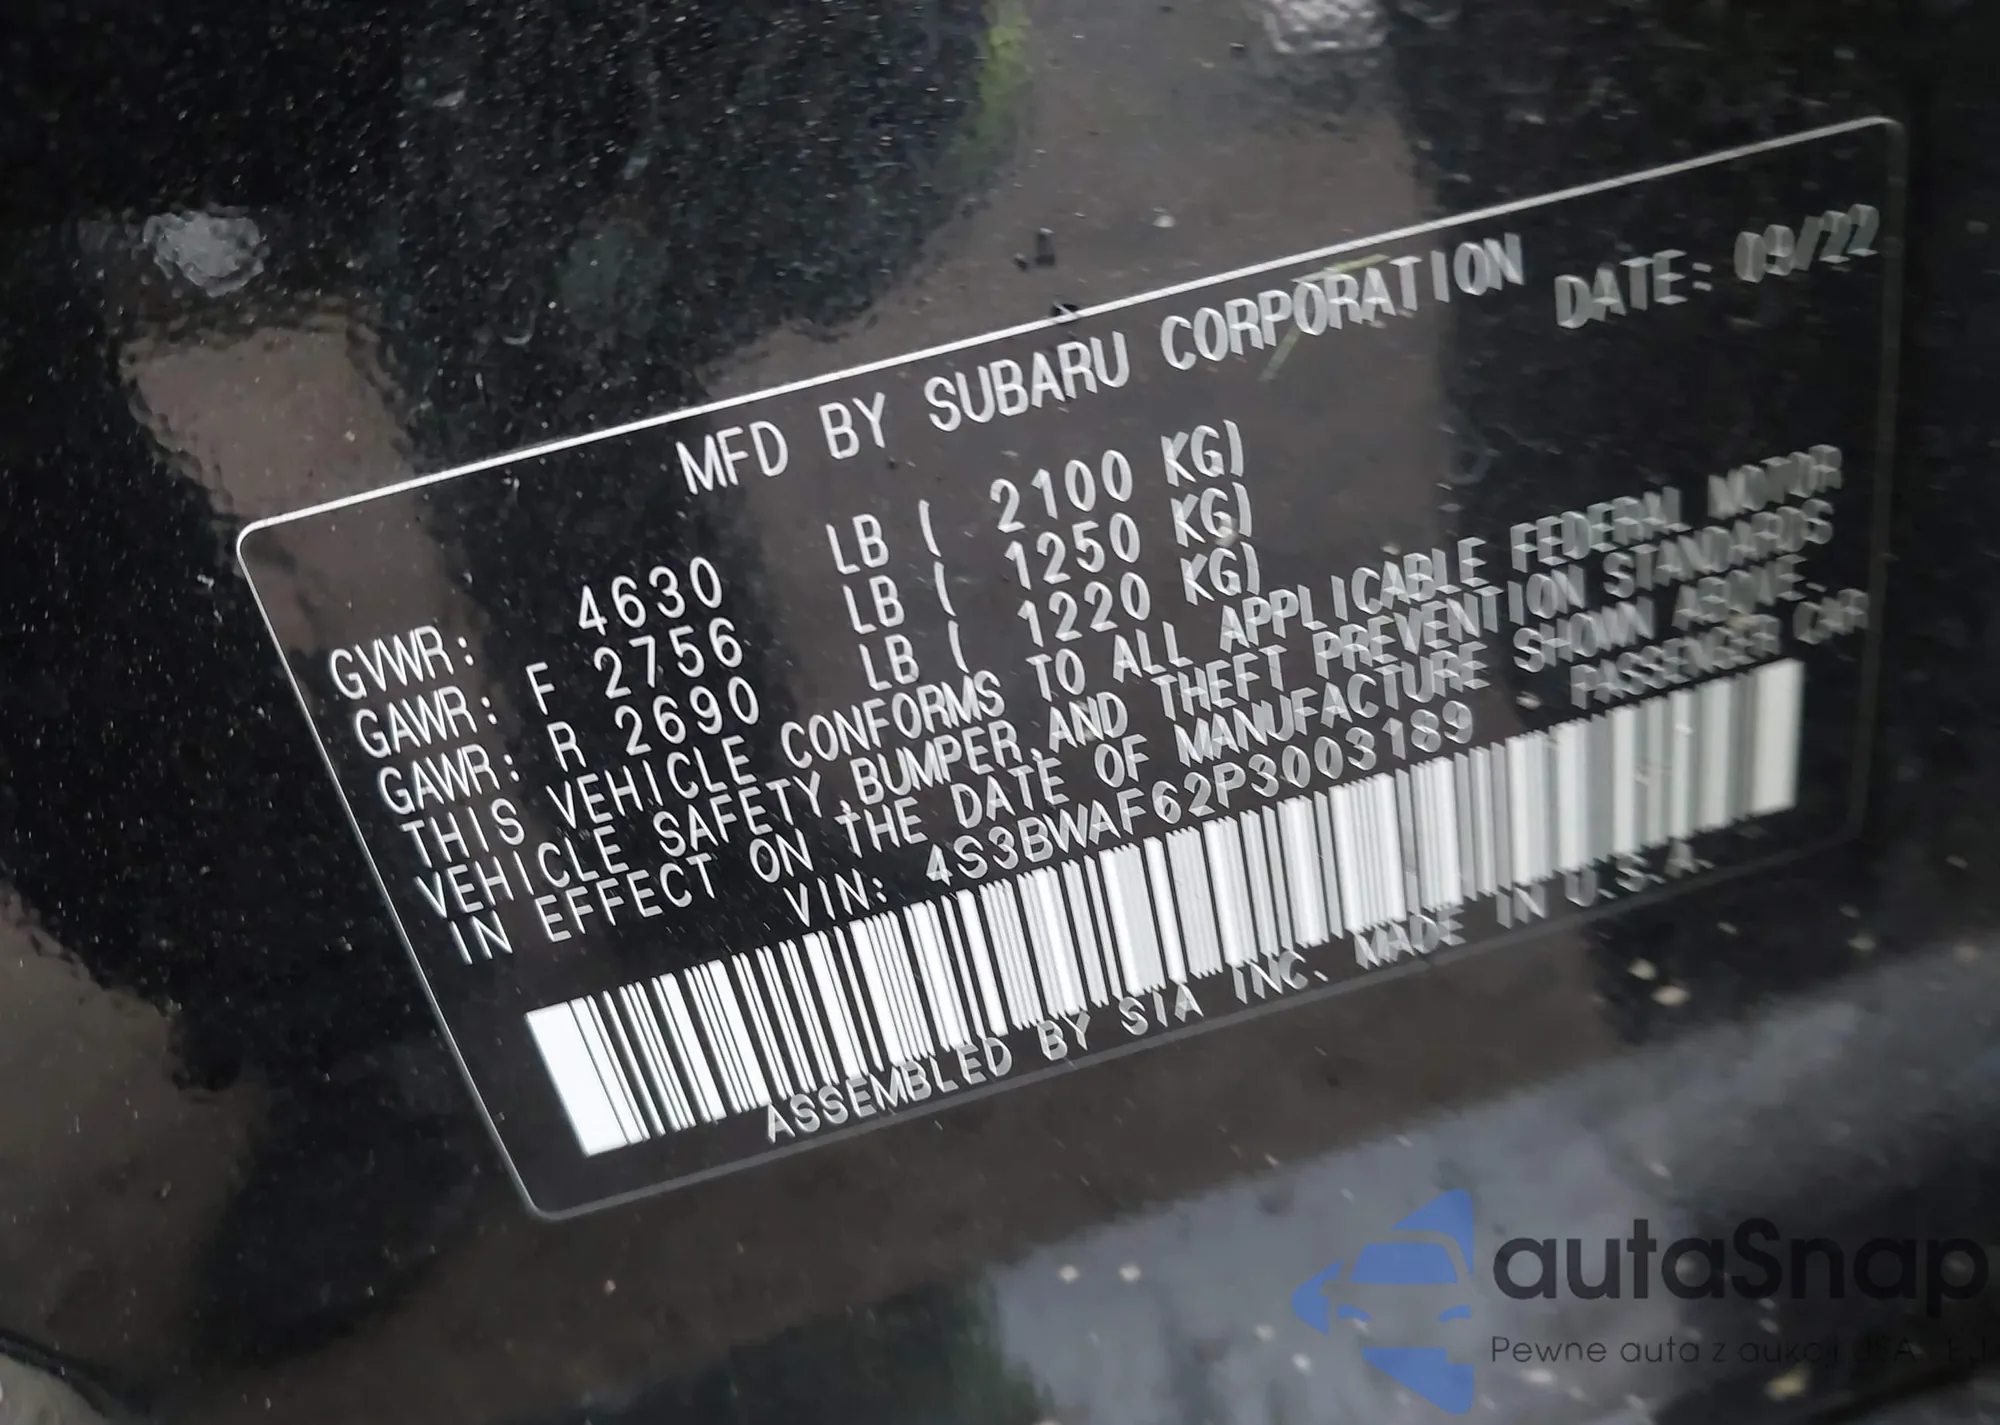 MFD BY SUBARU CORPORATION DATE: 09/22
GVWR: 4630 LB ( 2100 KG)
GAWR: F 2756 LB ( 1250 KG)
GAWR: R 2690 LB ( 1220 KG)
THIS VEHICLE CONFORMS TO ALL APPLICABLE FEDERAL MOTOR
VEHICLE SAFETY,BUMPER,AND THEFT PREVENTION STANDARDS
IN EFFECT ON THE DATE OF MANUFACTURE SHOWN ABOVE.
VIN: 4S3BWAF62P3003189 PASSENGER CAR
ASSEMBLED BY SIA INC. MADE IN U.S.A.
autaSnap
Pewne auta z aukcji